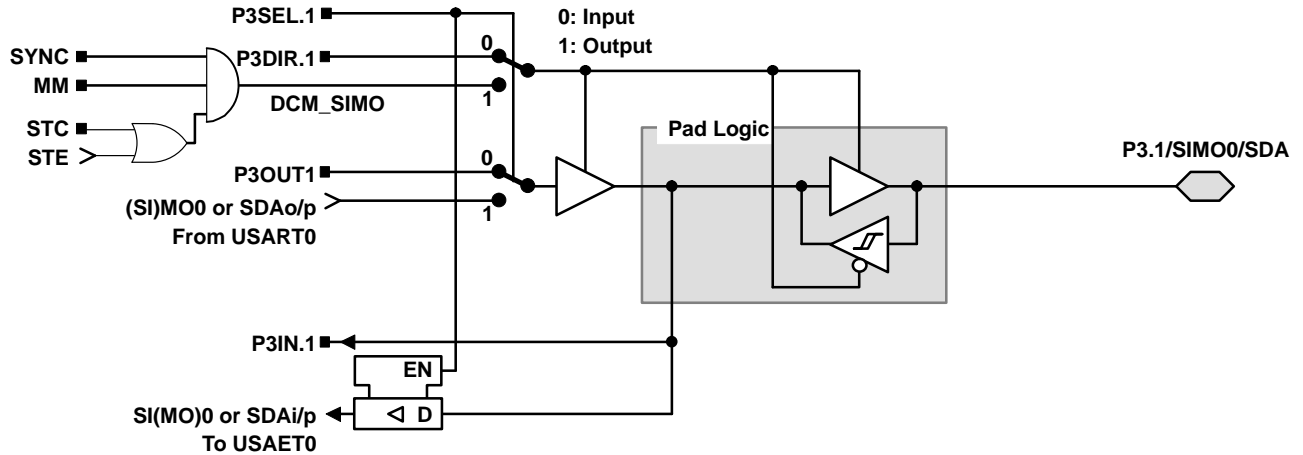 P3SEL.1
0: Input
1: Output
SYNC
P3DIR.1
0
MM
1
DCM_SIMO
STC
STE
Pad Logic
P3.1/SIMO0/SDA
0
P3OUT1
(SI)MO0 or SDAo/p
1
From USART0
P3IN.1
EN
SI(MO)0 or SDAi/p
D
To USAET0